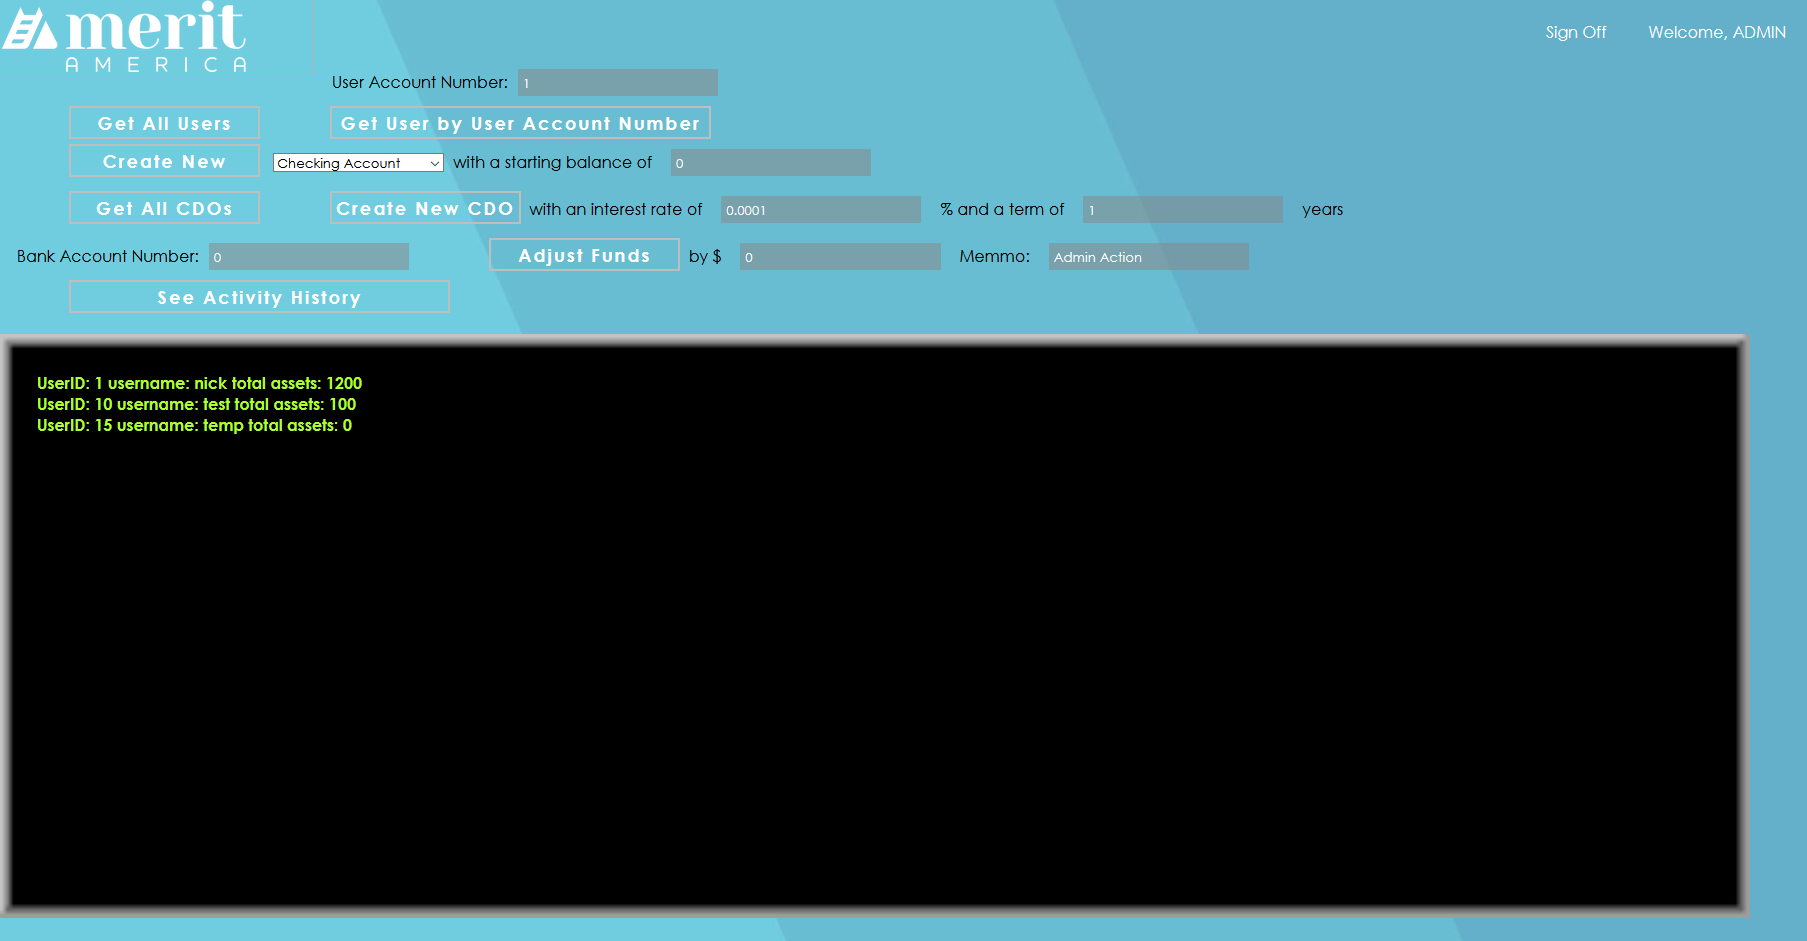 merit
AMERICA
Sign Off Welcome, ADMIN
User Account Number: 1
Get All Users Get User by User Account Number
Create New Checking Account with a starting balance of 0
Get All CDOs Create New CDO with an interest rate of 0.0001 % and a term of 1 years
Bank Account Number: 0 Adjust Funds by $ 0 Memmo: Admin Action
See Activity History
UserID: 1 username: nick total assets: 1200
UserID: 10 username: test total assets: 100
UserID: 15 username: temp total assets: 0